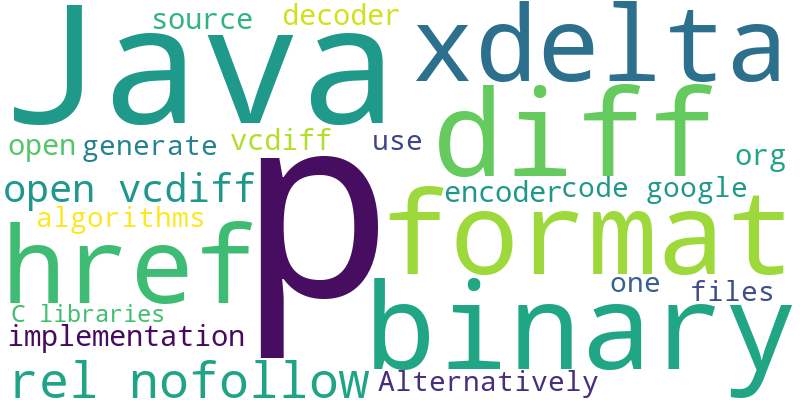 Java
source
decoder
xdelta
open
generate
vcdiff
use
diff
org
open vcdiff
p
encoder
code google
algorithms
href
format
one
files
C libraries
implementation
binary
rel nofollow
Alternatively